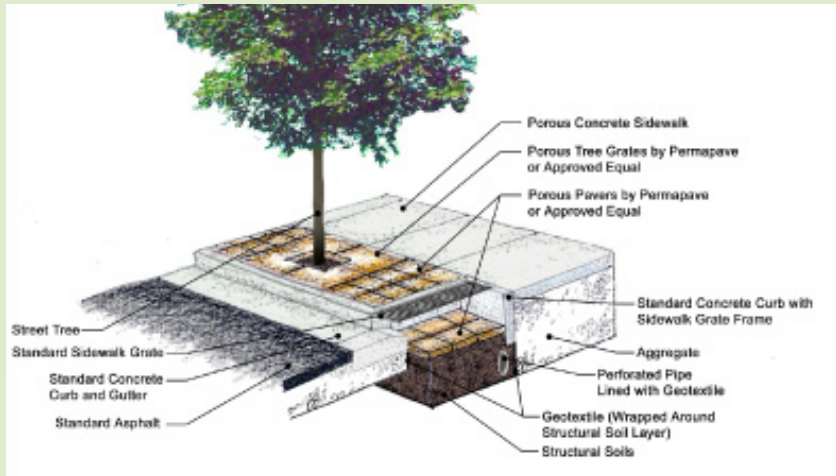 Porous Concrete Sidewalk
Porous Tree Grates by Permapave
or Approved Equal
Porous Pavers by Permapave
or Approved Equal
Standard Concrete Curb with
Sidewalk Grate Frame
Aggregate
Perforated Pipe
Lined with Geotextile
Geotextile (Wrapped Around
Structural Soil Layer)
Structural Soils
Street Tree
Standard Sidewalk Grate
Standard Concrete
Curb and Gutter
Standard Asphalt